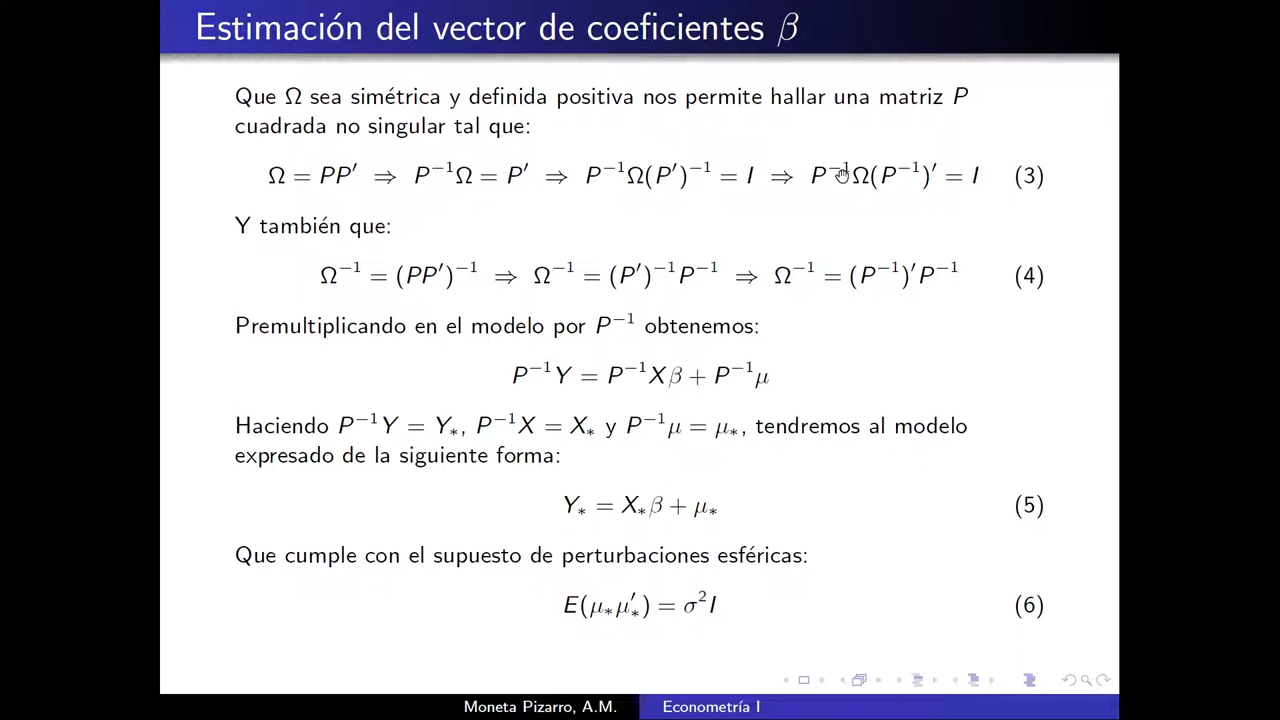 Estimación del vector de coeficientes β
Que Ω sea simétrica y definida positiva nos permite hallar una matriz P
cuadrada no singular tal que:
Ω = PP′ ⇒ P⁻¹Ω = P′ ⇒ P⁻¹Ω(P′)⁻¹ = I ⇒ P⁻¹Ω(P⁻¹)′ = I (3)
Y también que:
Ω⁻¹ = (PP′)⁻¹ ⇒ Ω⁻¹ = (P′)⁻¹P⁻¹ ⇒ Ω⁻¹ = (P⁻¹)′P⁻¹ (4)
Premultiplicando en el modelo por P⁻¹ obtenemos:
P⁻¹Y = P⁻¹Xβ + P⁻¹μ
Haciendo P⁻¹Y = Y∗, P⁻¹X = X∗ y P⁻¹μ = μ∗, tendremos al modelo
expresado de la siguiente forma:
Y∗ = X∗β + μ∗ (5)
Que cumple con el supuesto de perturbaciones esféricas:
E(μ∗μ′∗) = σ²I (6)
Moneta Pizarro, A.M. Econometría I